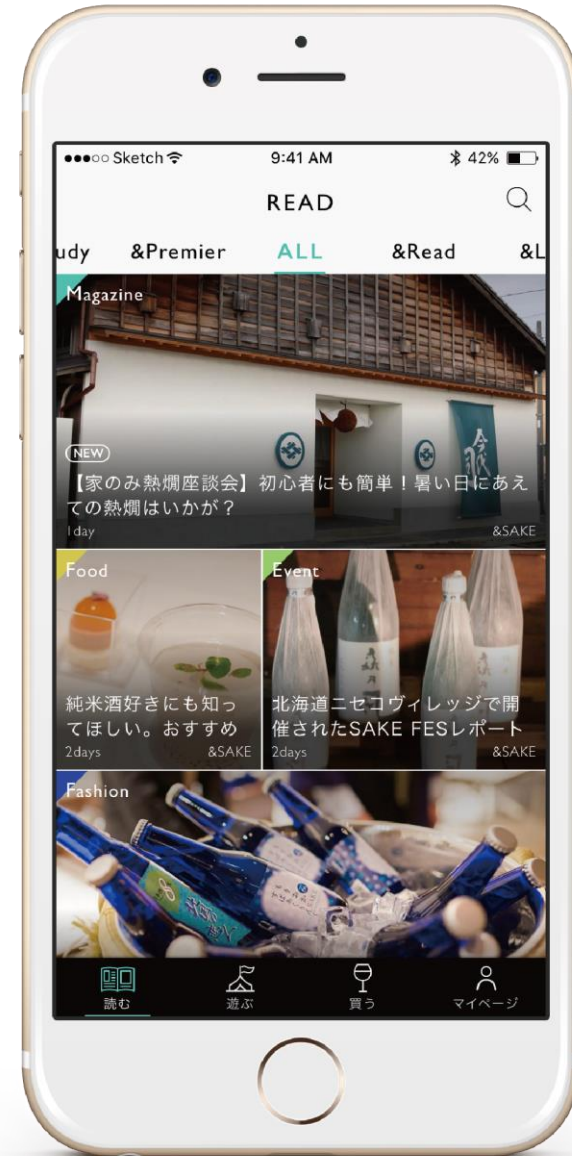 Sketch
9:41 AM
42%
READ
udy &Premier ALL &Read &L
Magazine
NEW
【家のみ熱燗座談会】初心者にも簡単！暑い日にあえ
ての熱燗はいかが？
1day &SAKE
Food
純米酒好きにも知っ
てほしい。おすすめ
2days &SAKE
Event
北海道ニセコヴィレッジで開
催されたSAKE FESレポート
2days &SAKE
Fashion
読む 遊ぶ 買う マイページ